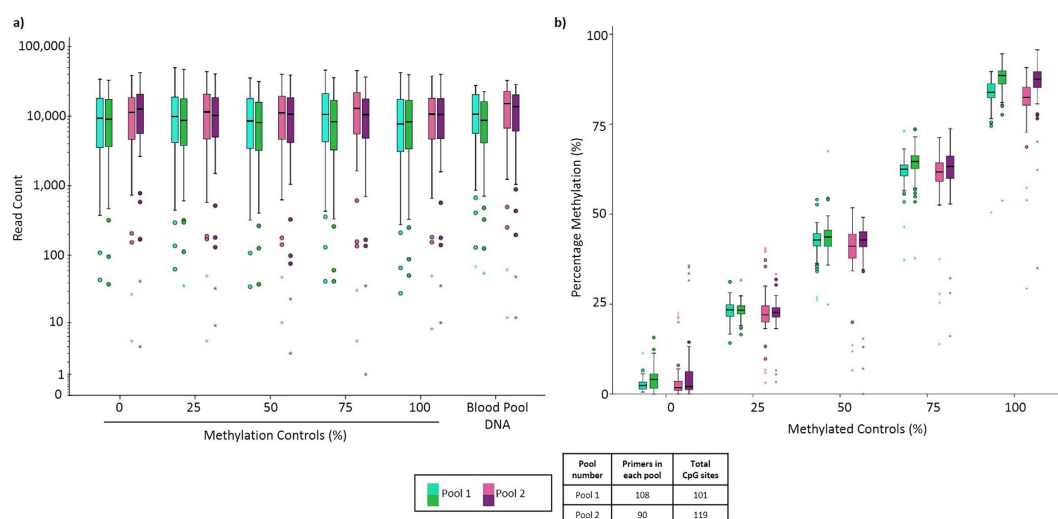 a)
100,000
10,000
1,000
100
10
1
0
Read Count
0
25
50
75
100
Blood Pool
DNA
Methylation Controls (%)
b)
100
75
50
25
0
Percentage Methylation (%)
0
25
50
75
100
Methylated Controls (%)
Pool 1
Pool 2
Pool
number
Primers in
each pool
Total
CpG sites
Pool 1
108
101
Pool 2
90
119